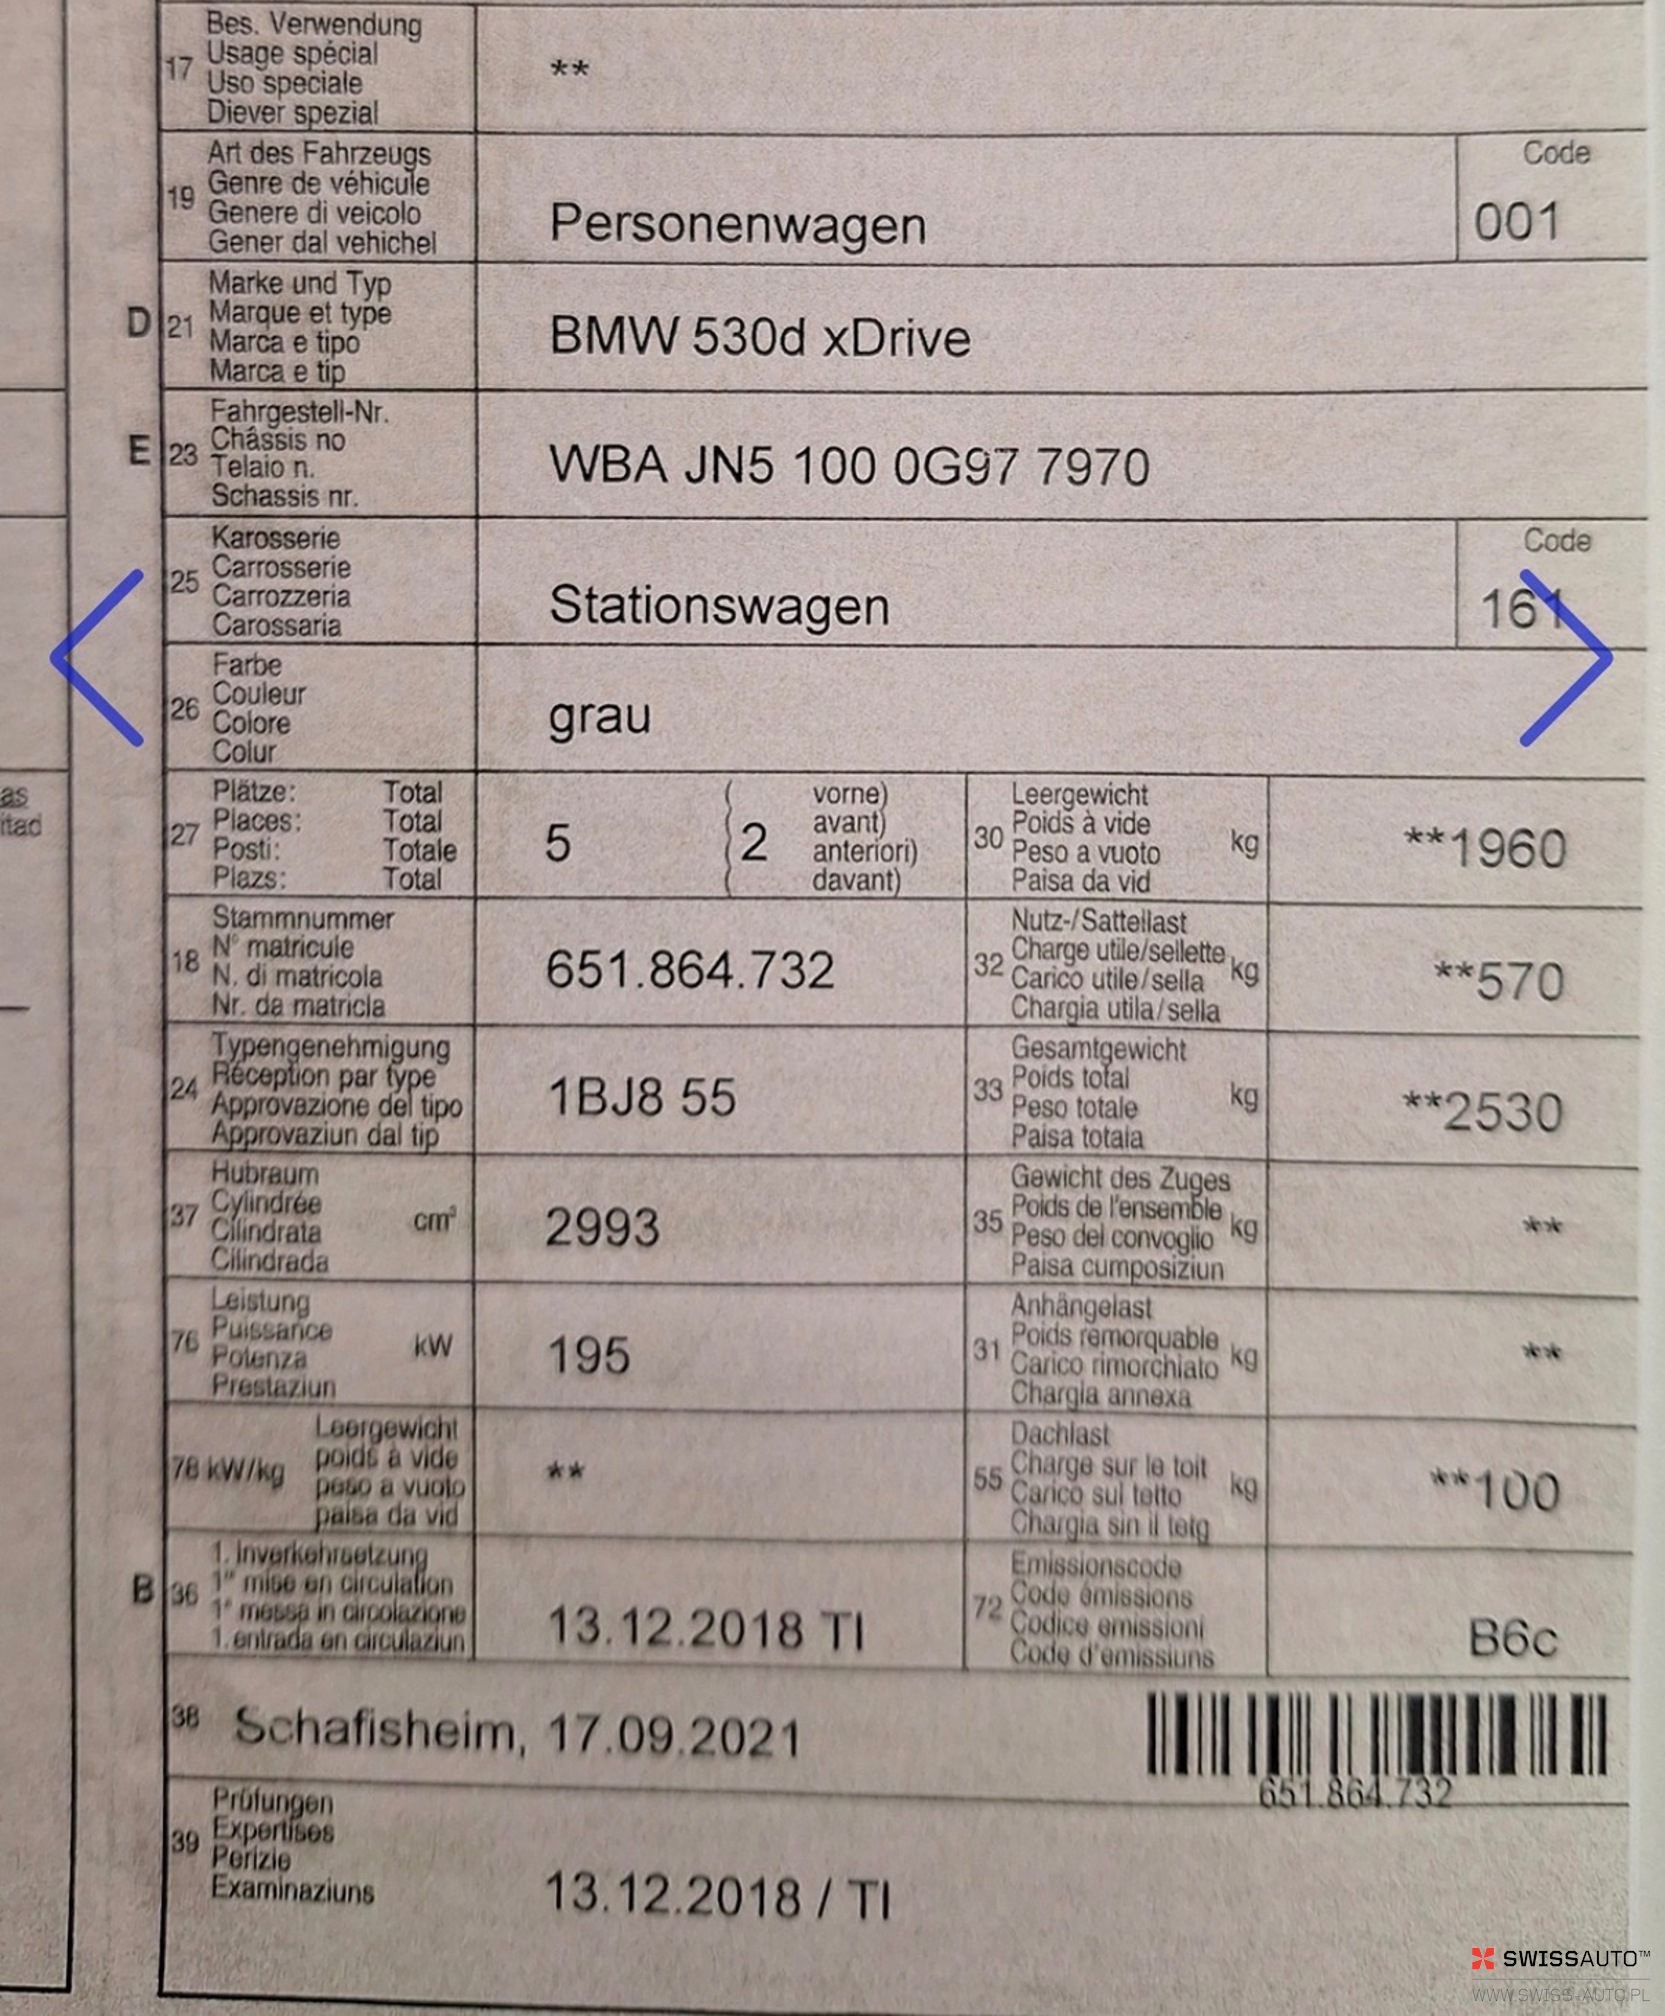 17 Bes. Verwendung
Usage spécial
Uso speciale
Diever spezial
**
19 Art des Fahrzeugs
Genre de véhicule
Genere di veicolo
Gener dal vehichel
Personenwagen
Code
001
D 21 Marke und Typ
Marque et type
Marca e tipo
Marca e tip
BMW 530d xDrive
E 23 Fahrgestell-Nr.
Châssis no
Telaio n.
Schassis nr.
WBA JN5 100 0G97 7970
25 Karosserie
Carrosserie
Carrozzeria
Carossaria
Stationswagen
Code
161
26 Farbe
Couleur
Colore
Colur
grau
as
itad
27 Plätze: Total
Places: Total
Posti: Totale
Plazs: Total
5
( 2 vorne)
( avant)
( anteriori)
( davant)
30 Leergewicht
Poids à vide
Peso a vuoto
Paisa da vid
kg
**1960
18 Stammnummer
N° matricule
N. di matricola
Nr. da matricla
651.864.732
32 Nutz-/Sattellast
Charge utile/sellette
Carico utile/sella
Chargia utila/sella
kg
**570
24 Typengenehmigung
Réception par type
Approvazione del tipo
Approvaziun dal tip
1BJ8 55
33 Gesamtgewicht
Poids total
Peso totale
Paisa totala
kg
**2530
37 Hubraum
Cylindrée
Cilindrata
Cilindrada
cm³
2993
35 Gewicht des Zuges
Poids de l'ensemble
Peso del convoglio
Paisa cumposiziun
kg
**
76 Leistung
Puissance
Potenza
Prestaziun
kW
195
31 Anhängelast
Poids remorquable
Carico rimorchiato
Chargia annexa
kg
**
78 kW/kg
Leergewicht
poids à vide
peso a vuoto
paisa da vid
**
55 Dachlast
Charge sur le toit
Carico sul tetto
Chargia sin il tetg
kg
**100
B 36 1. Inverkehrsetzung
1re mise en circulation
1a messa in circolazione
1. entrada en circulaziun
13.12.2018 TI
72 Emissionscode
Code émissions
Codice emissioni
Code d'emissiuns
B6c
38 Schafisheim, 17.09.2021
651.864.732
39 Prüfungen
Expertises
Perizie
Examinaziuns
13.12.2018 / TI
SWISSAUTO™
WWW.SWISS-AUTO.PL